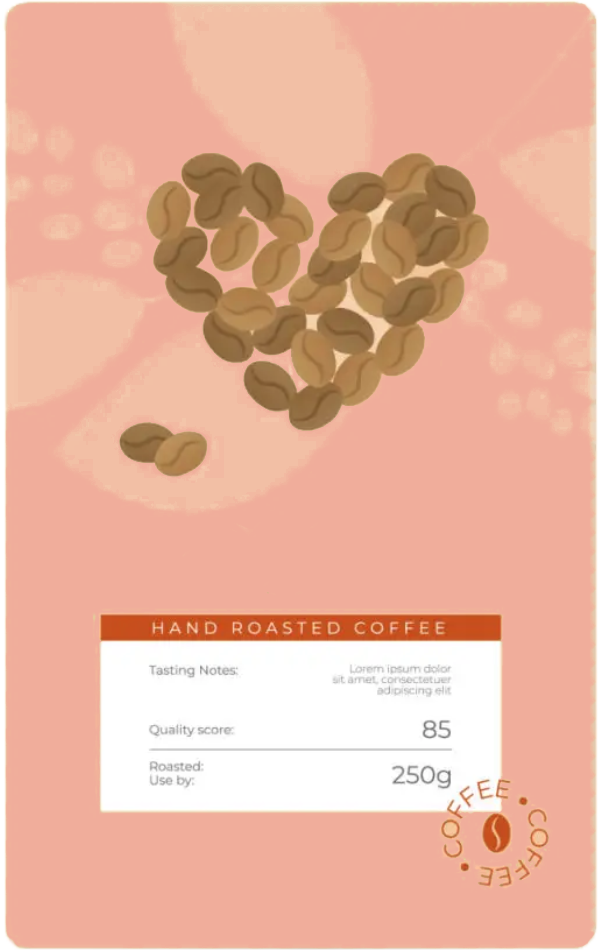 HAND ROASTED COFFEE
Tasting Notes:
Lorem ipsum dolor
sit amet, consectetuer
adipiscing elit
Quality score:
85
Roasted:
Use by:
250g
COFFEE • COFFEE • COFFEE